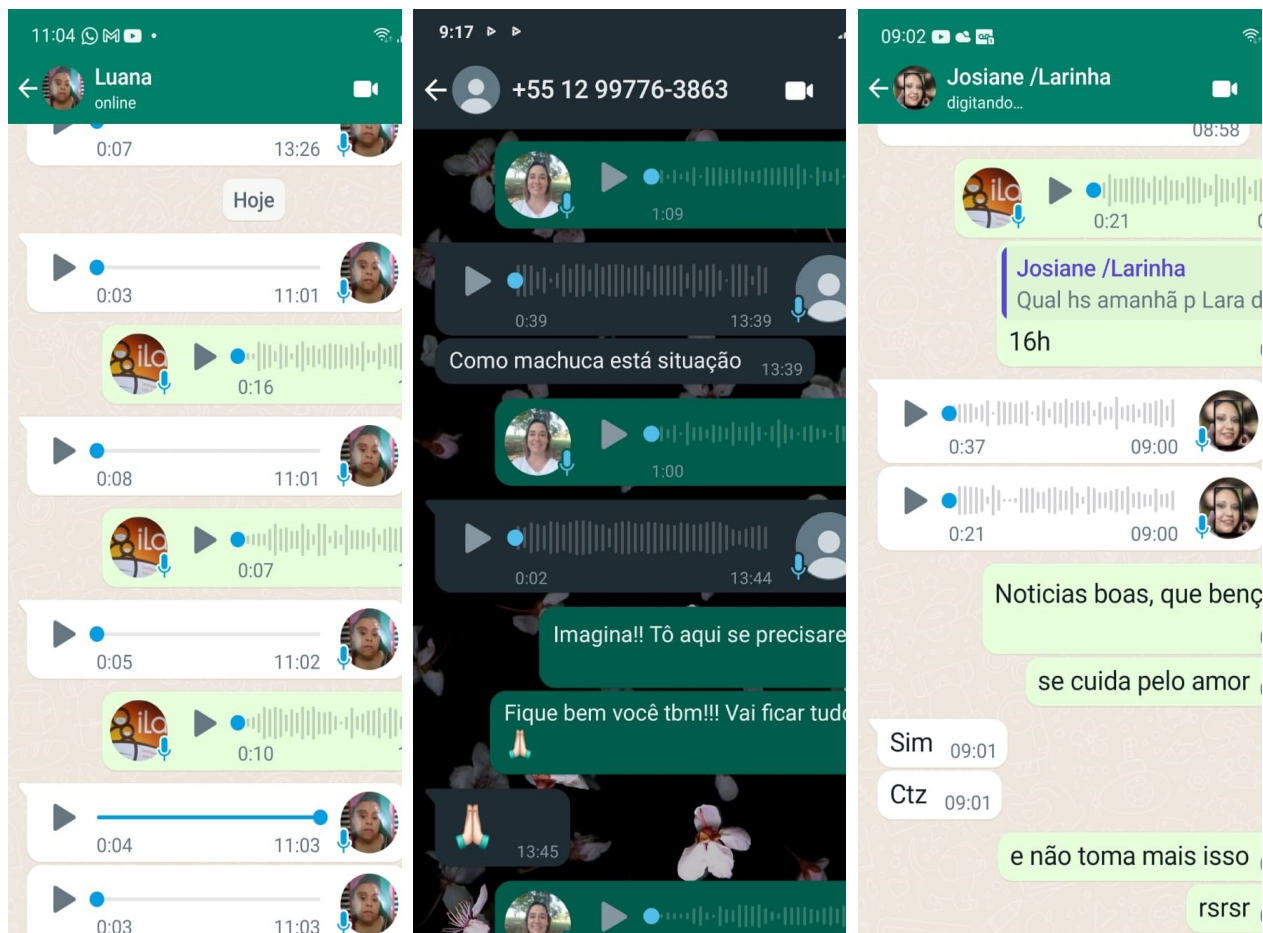 11:04
Luana
online
0:07 13:26
Hoje
0:03 11:01
ilo
0:16
0:08 11:01
ilo
0:07
0:05 11:02
ilo
0:10
0:04 11:03
0:03 11:03
9:17
+55 12 99776-3863
1:09
0:39 13:39
Como machuca está situação 13:39
1:00
0:02 13:44
Imagina!! Tô aqui se precisare
Fique bem você tbm!!! Vai ficar tudo
🙏🏻
🙏🏻 13:45
09:02
Josiane /Larinha
digitando...
08:58
ilo
0:21
Josiane /Larinha
Qual hs amanhã p Lara d
16h
0:37 09:00
0:21 09:00
Noticias boas, que benç
se cuida pelo amor
Sim 09:01
Ctz 09:01
e não toma mais isso
rsrsr